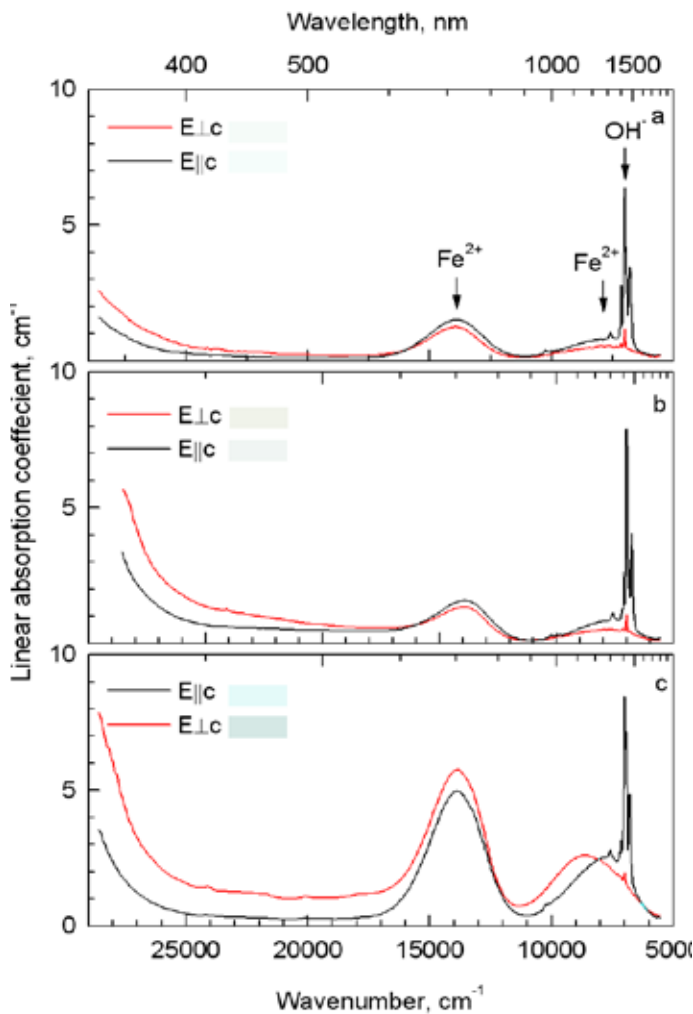 Wavelength, nm
400 500 1000 1500
10
a
E⊥c
OH-
E||c
5
Fe2+ Fe2+
10
b
E⊥c
E||c
5
10
c
E||c
E⊥c
5
0
25000 20000 15000 10000 5000
Wavenumber, cm-1
Linear absorption coeffecient, cm-1